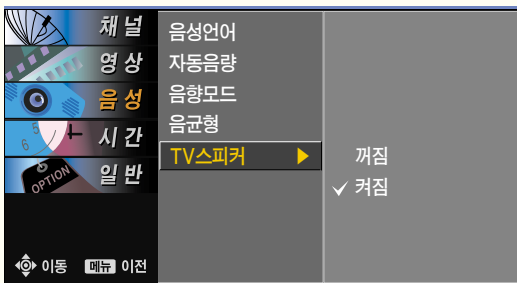 채널
영상
음성
시간
일반
OPTION
5
6
이동 메뉴 이전
음성언어
자동음량
음향모드
음균형
TV스피커
꺼짐
켜짐